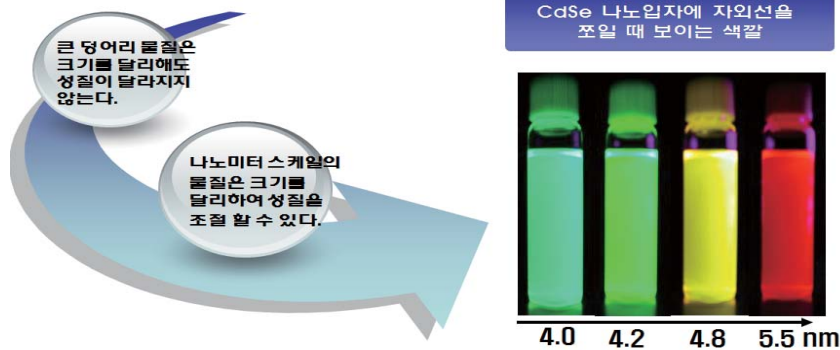 큰 덩어리 물질은
크기를 달리해도
성질이 달라지지
않는다.
나노미터 스케일의
물질은 크기를
달리하여 성질을
조절 할 수 있다.
CdSe 나노입자에 자외선을
쪼일 때 보이는 색깔
4.0 4.2 4.8 5.5 nm